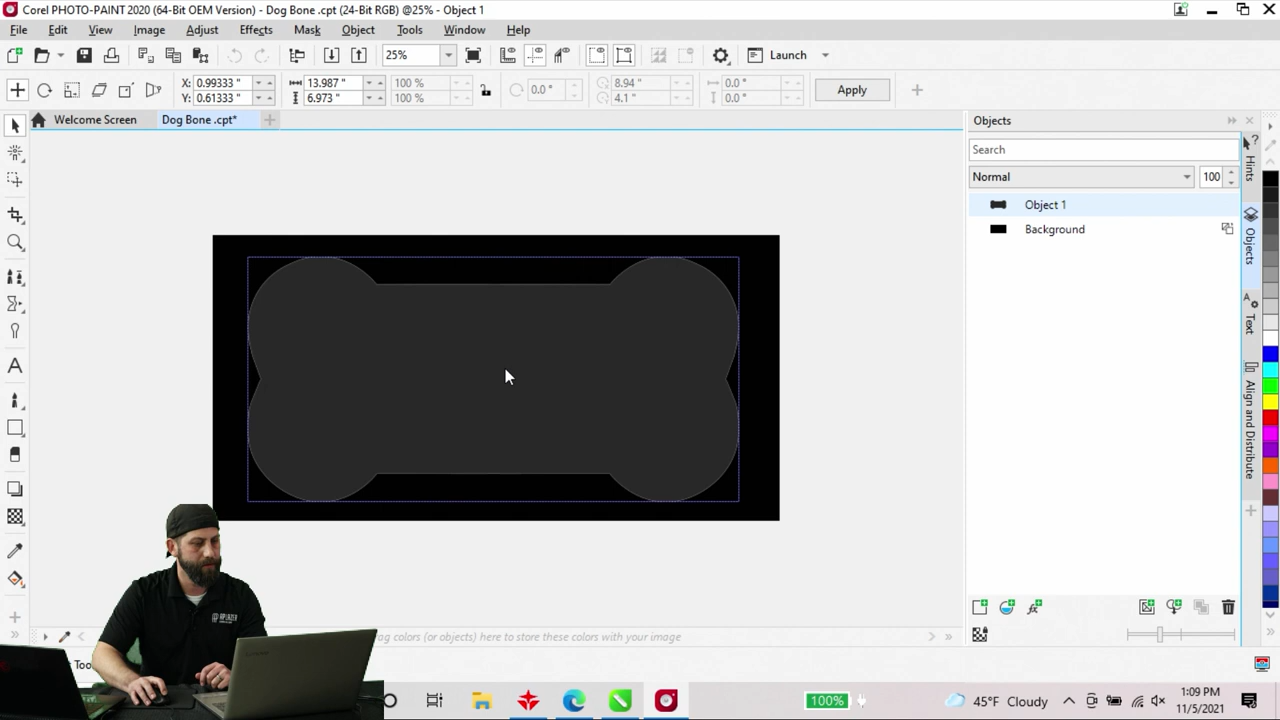 Corel PHOTO-PAINT 2020 (64-Bit OEM Version) - Dog Bone .cpt (24-Bit RGB) @25% - Object 1
File Edit View Image Adjust Effects Mask Object Tools Window Help
25% Launch
X: 0.99333 " 13.987 " 100 % 0.0 ° 8.94 " 0.0 " Apply
Y: 0.61333 " 6.973 " 100 % 4.1 " 0.0 "
Welcome Screen Dog Bone .cpt*
Objects
Search
Normal 100
Object 1
Background
Hints
Objects
Text
Align and Distribute
drag colors (or objects) here to store these colors with your image
100% 45°F Cloudy 1:09 PM
11/5/2021